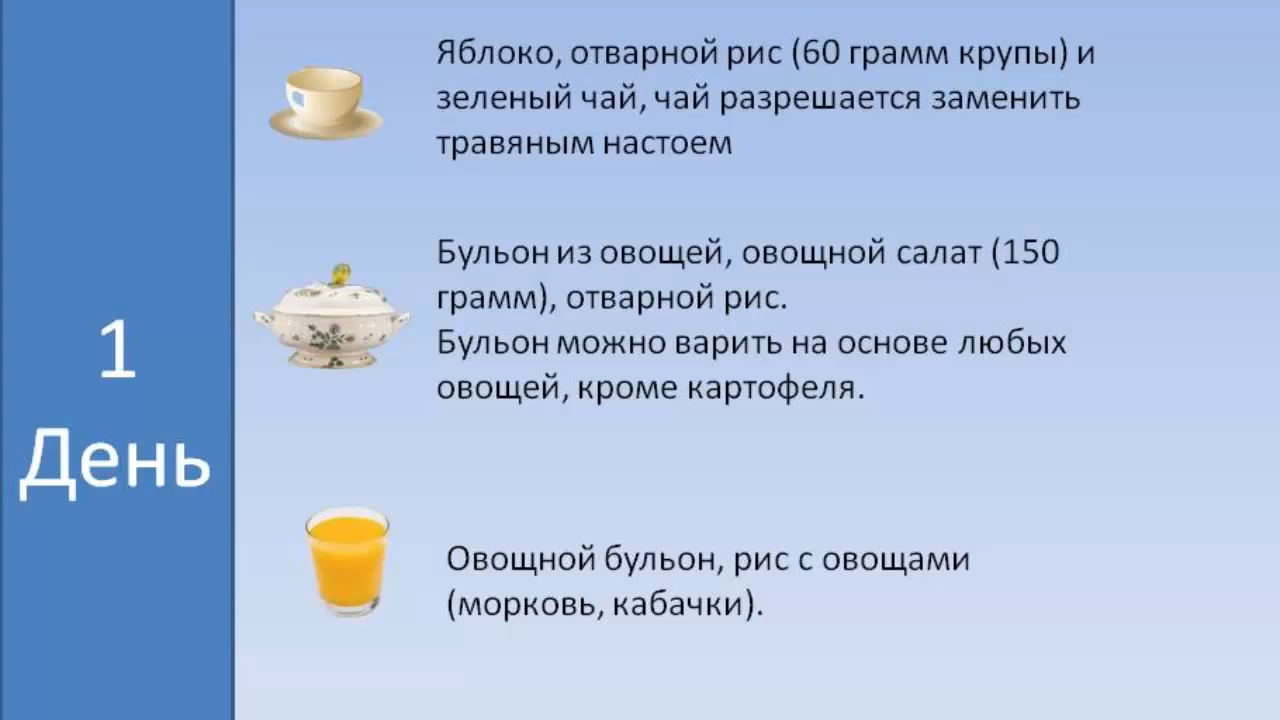 1
День
Яблоко, отварной рис (60 грамм крупы) и
зеленый чай, чай разрешается заменить
травяным настоем
Бульон из овощей, овощной салат (150
грамм), отварной рис.
Бульон можно варить на основе любых
овощей, кроме картофеля.
Овощной бульон, рис с овощами
(морковь, кабачки).